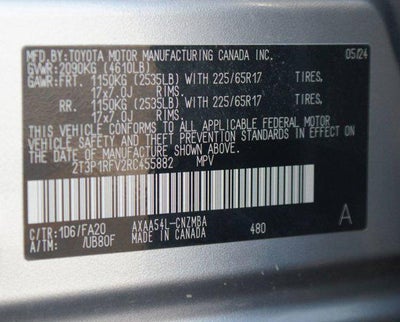 MFD.BY:TOYOTA MOTOR MANUFACTURING CANADA INC.
GVWR: 2090KG (4610LB) 05/24
GAWR:FRT. 1150KG (2535LB) WITH 225/65R17 TIRES,
17x7.0J RIMS.
RR. 1150KG (2535LB) WITH 225/65R17 TIRES,
17x7.0J RIMS.
THIS VEHICLE CONFORMS TO ALL APPLICABLE FEDERAL MOTOR
VEHICLE SAFETY AND THEFT PREVENTION STANDARDS IN EFFECT
ON THE DATE OF MANUFACTURE SHOWN ABOVE.
2T3P1RFV2RC455882 MPV
C/TR:1D6/FA20 AXAA54L-CNZMBA A
A/TM: /UB80F MADE IN CANADA 480